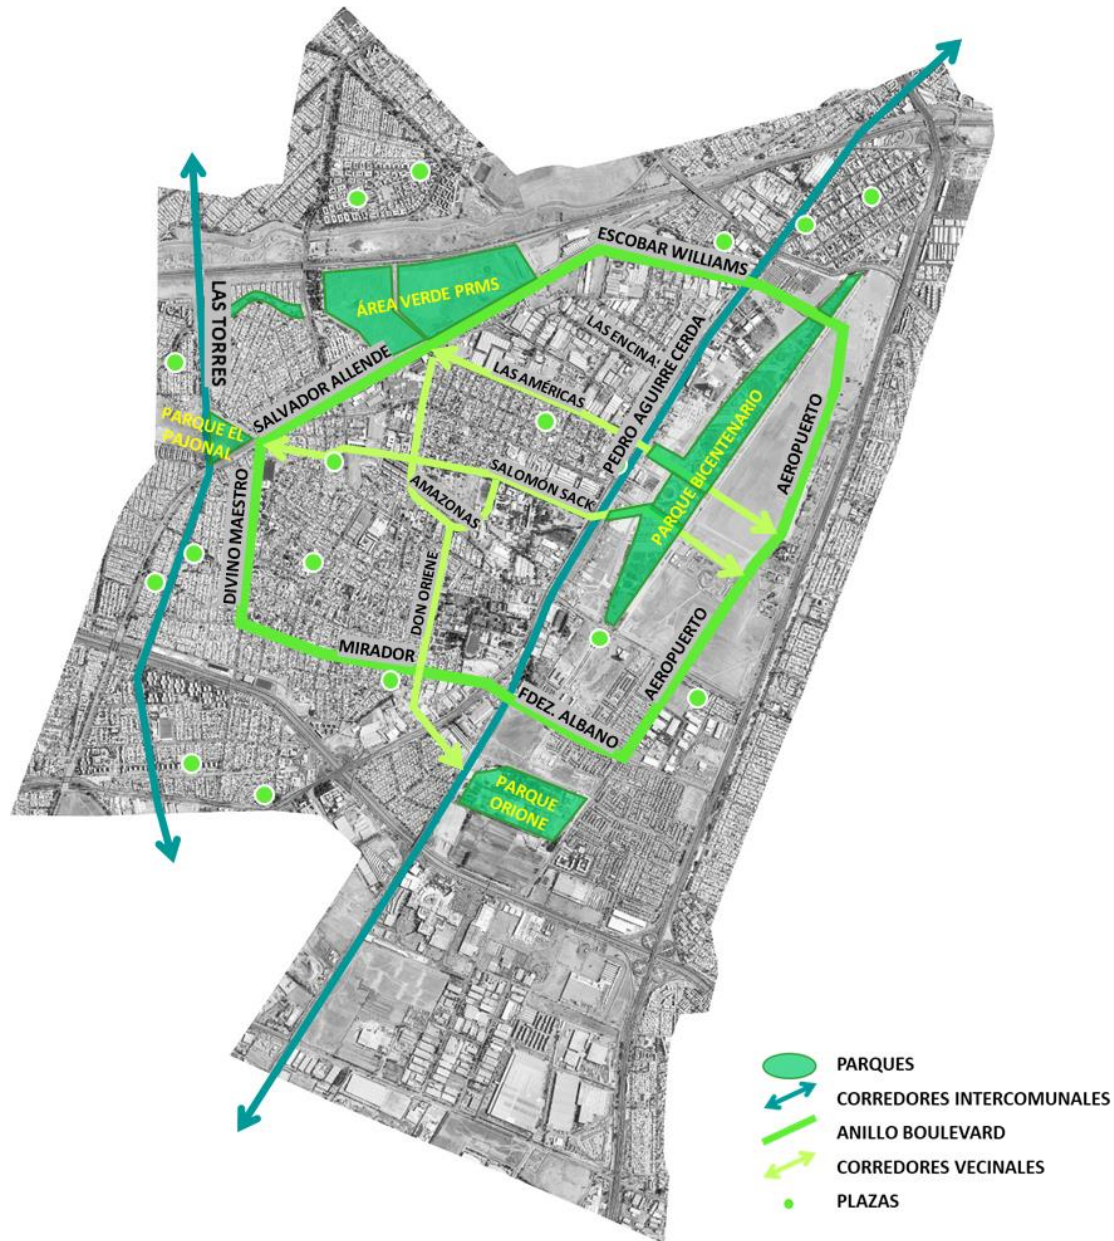 ESCOBAR WILLIAMS
LAS TORRES
ÁREA VERDE PRMS
LAS ENCINA
PEDRO AGUIRRE CERDA
SALVADOR ALLENDE
LAS AMÉRICAS
PARQUE EL
PAJONAL
PARQUE BICENTENARIO
AEROPUERTO
SALOMÓN SACK
AMAZONAS
DIVINO MAESTRO
DON ORIENE
MIRADOR
AEROPUERTO
FDEZ. ALBANO
PARQUE
ORIONE
PARQUES
CORREDORES INTERCOMUNALES
ANILLO BOULEVARD
CORREDORES VECINALES
PLAZAS